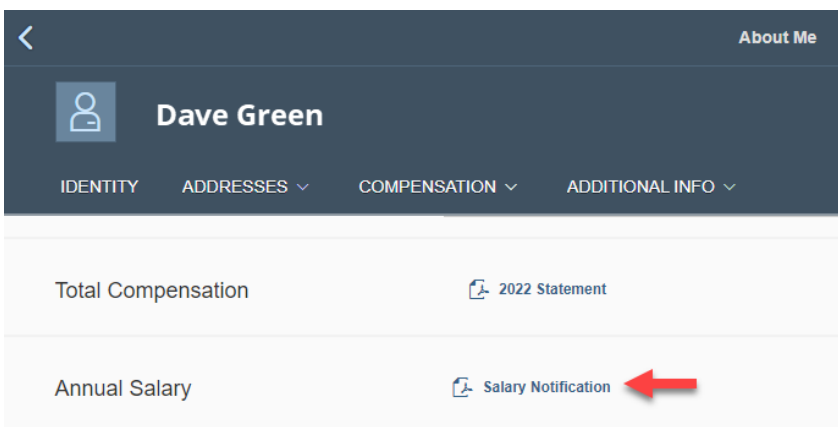 About Me
Dave Green
IDENTITY ADDRESSES COMPENSATION ADDITIONAL INFO
Total Compensation 2022 Statement
Annual Salary Salary Notification